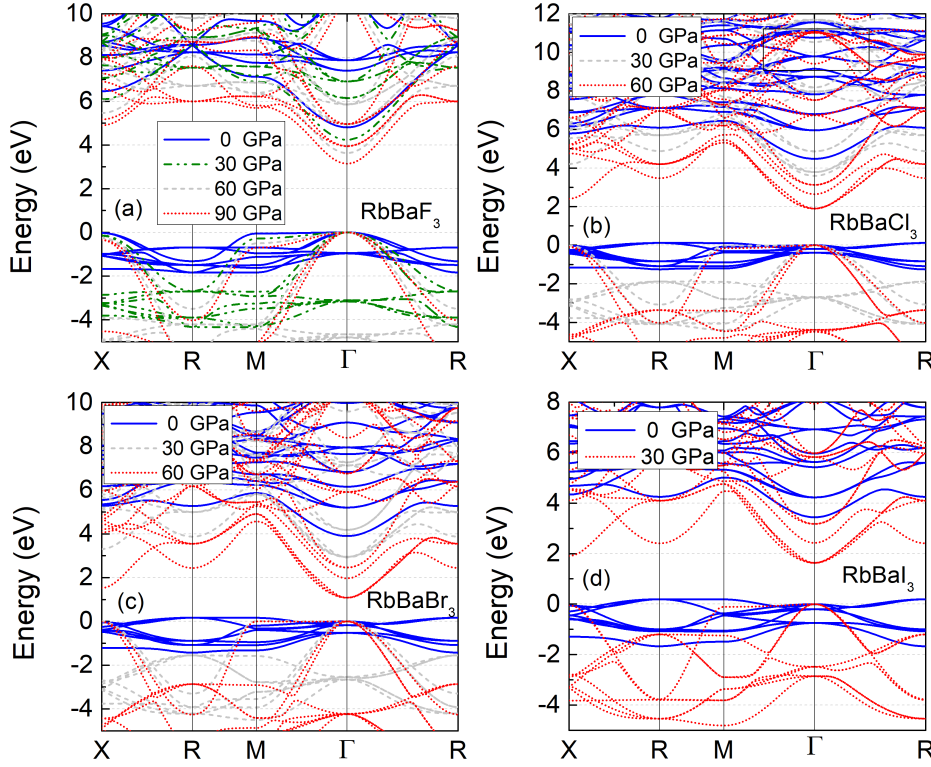 10
8
6
4
2
0
-2
-4
Energy (eV)
0 GPa
30 GPa
60 GPa
90 GPa
(a)
RbBaF3
X R M Γ R
12
10
8
6
4
2
0
-2
-4
Energy (eV)
0 GPa
30 GPa
60 GPa
(b)
RbBaCl3
X R M Γ R
10
8
6
4
2
0
-2
-4
Energy (eV)
0 GPa
30 GPa
60 GPa
(c)
RbBaBr3
X R M Γ R
8
6
4
2
0
-2
-4
Energy (eV)
0 GPa
30 GPa
(d)
RbBaI3
X R M Γ R